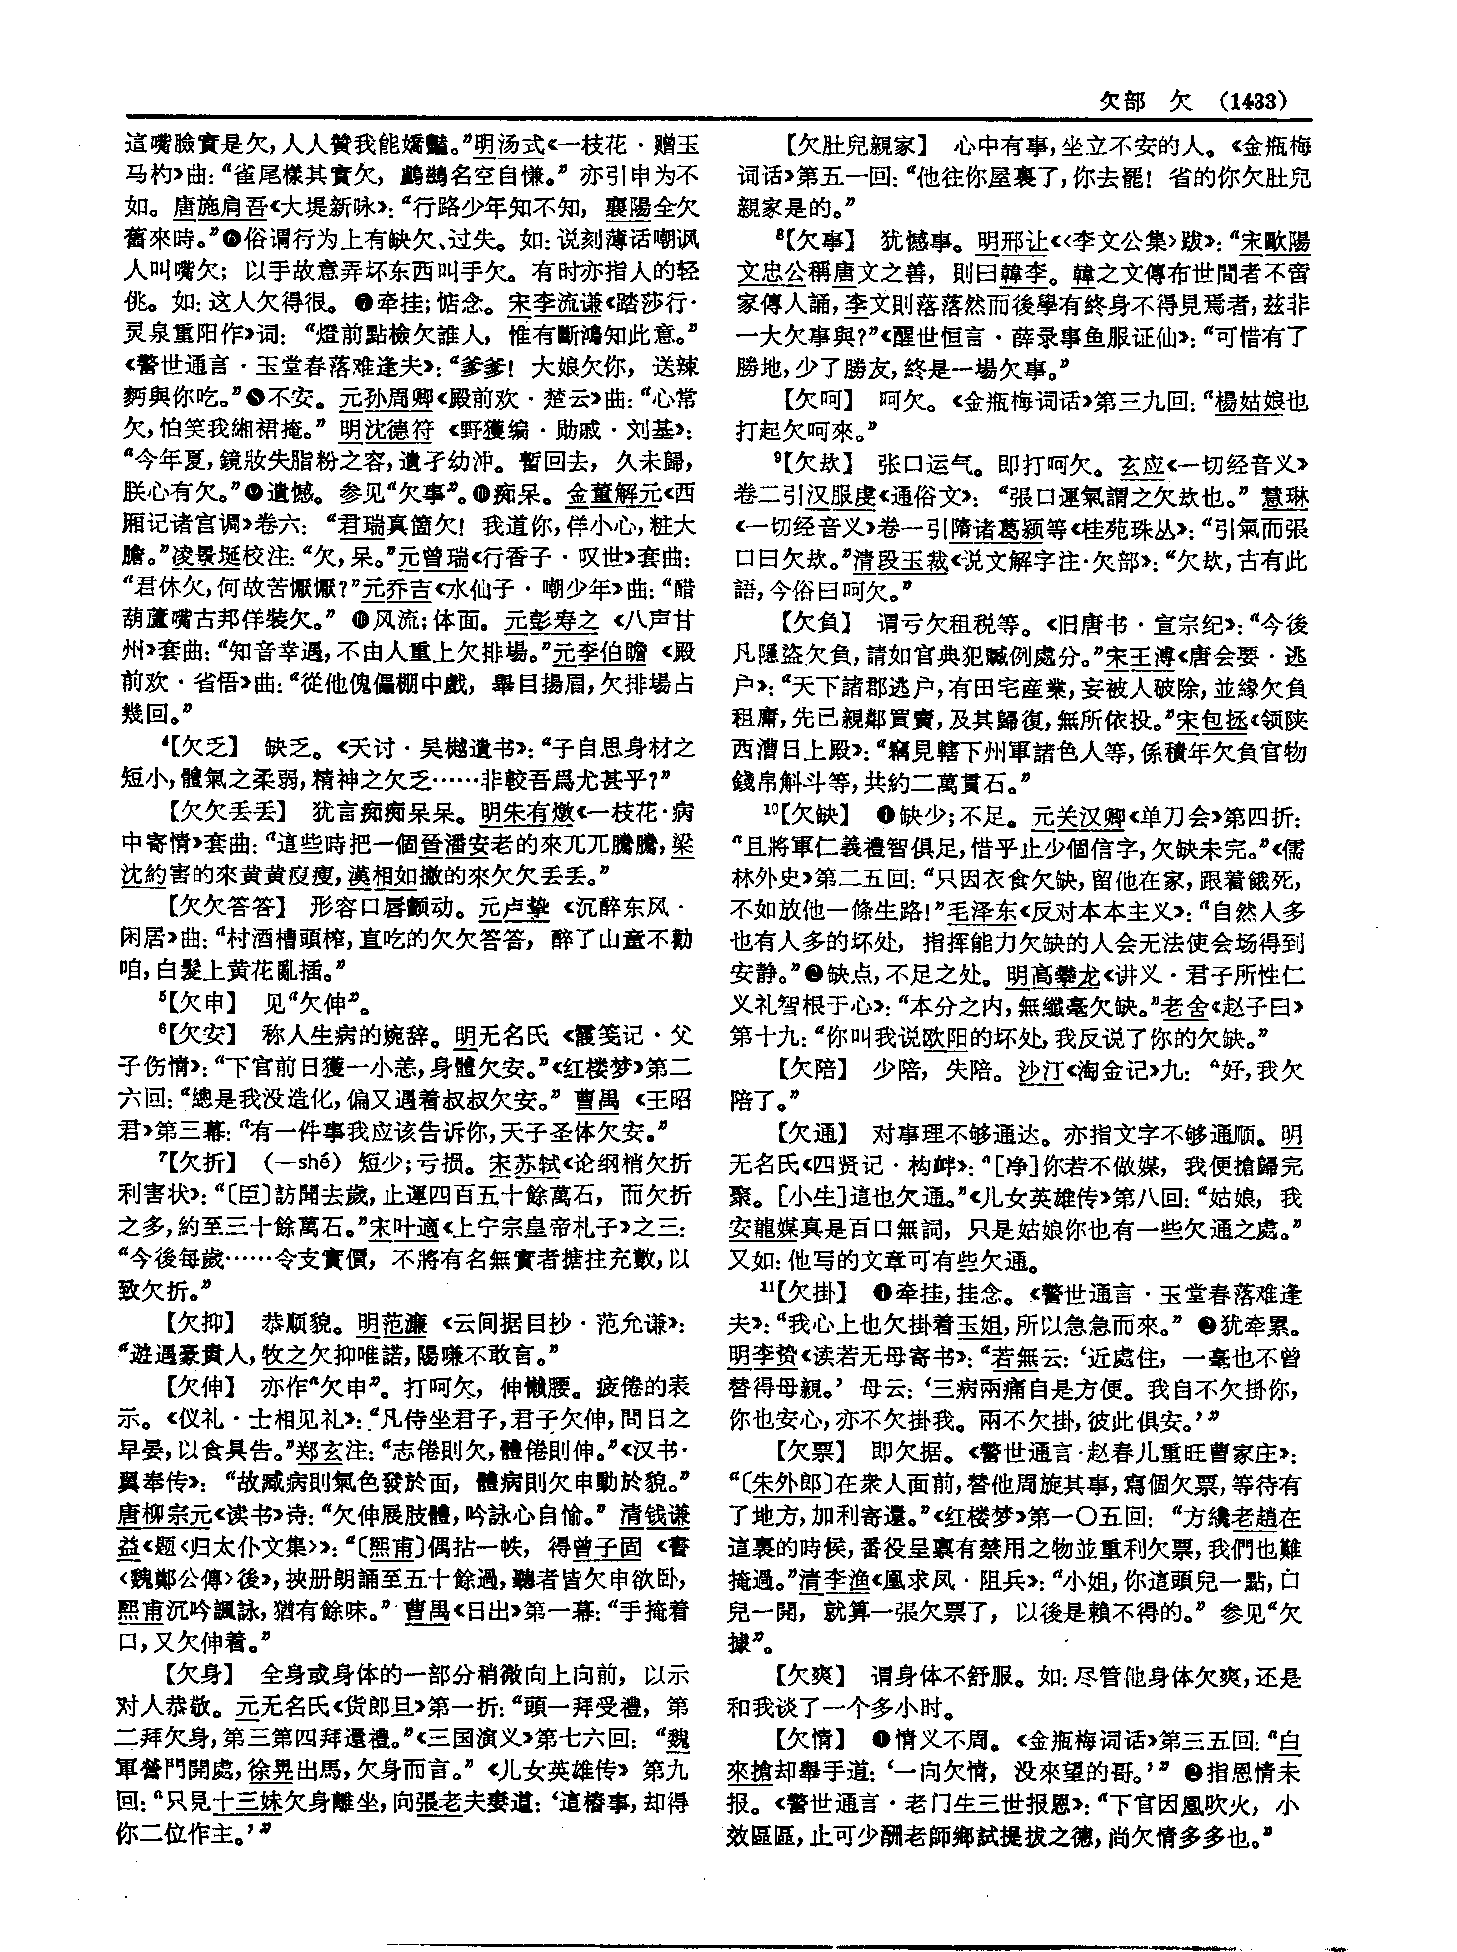 欠部 欠 (1433)
這嘴臉實是欠，人人贊我能嬌豔。”明汤式《一枝花·赠玉
马杓》曲：“雀尾樣其實欠，鸕鷀名空自慊。” 亦引申为不
如。唐施肩吾《大堤新咏》：“行路少年知不知，襄陽全欠
舊來時。”❻俗谓行为上有缺欠、过失。如：说刻薄话嘲讽
人叫嘴欠；以手故意弄坏东西叫手欠。有时亦指人的轻
佻。如：这人欠得很。❼牵挂；惦念。宋李流谦《踏莎行·
灵泉重阳作》词：“燈前點檢欠誰人，惟有斷鴻知此意。”
《警世通言·玉堂春落难逢夫》：“爹爹！大娘欠你，送辣
麪與你吃。”❽不安。元孙周卿《殿前欢·楚云》曲：“心常
欠，怕笑我緗裙掩。” 明沈德符《野獲编·勋戚·刘基》：
“今年夏，鏡妝失脂粉之容，遺孑幼沖。暫回去，久未歸，
朕心有欠。”❾遺憾。参见“欠事”。❿痴呆。金董解元《西
厢记诸宫调》卷六：“君瑞真箇欠！我道你，佯小心，粧大
膽。”凌景埏校注：“欠，呆。”元曾瑞《行香子·叹世》套曲：
“君休欠，何故苦懨懨？”元乔吉《水仙子·嘲少年》曲：“醋
葫蘆嘴古邦佯裝欠。”⓫风流；体面。元彭寿之《八声甘
州》套曲：“知音幸遇，不由人重上欠排場。”元李伯瞻《殿
前欢·省悟》曲：“從他傀儡棚中戲，舉目揚眉，欠排場占
幾回。”
⁴【欠乏】 缺乏。《天讨·吴樾遺书》：“子自思身材之
短小，體氣之柔弱，精神之欠乏……非較吾爲尤甚乎？”
【欠欠丢丢】 犹言痴痴呆呆。明朱有燉《一枝花·病
中寄情》套曲：“這些時把一個晉潘安老的來兀兀騰騰，梁
沈約害的來黄黄瘦瘦，漢相如撇的來欠欠丢丢。”
【欠欠答答】 形容口唇颤动。元卢挚《沉醉东风·
闲居》曲：“村酒槽頭榨，直吃的欠欠答答，醉了山童不勸
咱，白髮上黄花亂插。”
⁵【欠申】 见“欠伸”。
⁶【欠安】 称人生病的婉辞。明无名氏《霞笺记·父
子伤情》：“下官前日獲一小恙，身體欠安。”《红楼梦》第二
六回：“總是我没造化，偏又遇着叔叔欠安。”曹禺《王昭
君》第三幕：“有一件事我应该告诉你，天子圣体欠安。”
⁷【欠折】 （—shé） 短少；亏损。宋苏轼《论纲梢欠折
利害状》：“〔臣〕訪聞去歲，止運四百五十餘萬石，而欠折
之多，約至三十餘萬石。”宋叶適《上宁宗皇帝札子》之三：
“今後每歲……令支實價，不將有名無實者搪拄充數，以
致欠折。”
【欠抑】 恭顺貌。明范濂《云间据目抄·范允谦》：
“遊遇豪貴人，牧之欠抑唯諾，陽嗛不敢言。”
【欠伸】 亦作“欠申”。打呵欠，伸懒腰。疲倦的表
示。《仪礼·士相见礼》：“凡侍坐君子，君子欠伸，問日之
早晏，以食具告。”郑玄注：“志倦則欠，體倦則伸。”《汉书·
翼奉传》：“故臧病則氣色發於面，體病則欠申動於貌。”
唐柳宗元《读书》诗：“欠伸展肢體，吟詠心自愉。”清钱谦
益《题〈归太仆文集〉》：“〔熙甫〕偶拈一帙，得曾子固《書
〈魏鄭公傳〉後》，挾册朗誦至五十餘過，聽者皆欠申欲卧，
熙甫沉吟諷詠，猶有餘味。”曹禺《日出》第一幕：“手掩着
口，又欠伸着。”
【欠身】 全身或身体的一部分稍微向上向前，以示
对人恭敬。元无名氏《货郎旦》第一折：“頭一拜受禮，第
二拜欠身，第三第四拜還禮。”《三国演义》第七六回：“魏
軍營門開處，徐晃出馬，欠身而言。”《儿女英雄传》第九
回：“只見十三妹欠身離坐，向張老夫妻道：‘這樁事，却得
你二位作主。’”
【欠肚兒親家】 心中有事，坐立不安的人。《金瓶梅
词话》第五一回：“他往你屋裏了，你去罷！省的你欠肚兒
親家是的。”
⁸【欠事】 犹憾事。明邢让《〈李文公集〉跋》：“宋歐陽
文忠公稱唐文之善，則曰韓李。韓之文傳布世間者不啻
家傳人誦，李文則落落然而後學有終身不得見焉者，兹非
一大欠事與？”《醒世恒言·薛录事鱼服证仙》：“可惜有了
勝地，少了勝友，終是一場欠事。”
【欠呵】 呵欠。《金瓶梅词话》第三九回：“楊姑娘也
打起欠呵來。”
⁹【欠㰦】 张口运气。即打呵欠。玄应《一切经音义》
卷二引汉服虔《通俗文》：“張口運氣謂之欠㰦也。”慧琳
《一切经音义》卷一引隋诸葛颍等《桂苑珠丛》：“引氣而張
口曰欠㰦。”清段玉裁《说文解字注·欠部》：“欠㰦，古有此
語，今俗曰呵欠。”
【欠負】 谓亏欠租税等。《旧唐书·宣宗纪》：“今後
凡隱盜欠負，請如官典犯贓例處分。”宋王溥《唐会要·逃
户》：“天下諸郡逃户，有田宅産業，妄被人破除，並緣欠負
租庸，先已親鄰買賣，及其歸復，無所依投。”宋包拯《领陕
西漕日上殿》：“竊見轄下州軍諸色人等，係積年欠負官物
錢帛斛斗等，共約二萬貫石。”
¹⁰【欠缺】 ❶缺少；不足。元关汉卿《单刀会》第四折：
“且將軍仁義禮智俱足，惜乎止少個信字，欠缺未完。”《儒
林外史》第二五回：“只因衣食欠缺，留他在家，跟着餓死，
不如放他一條生路！”毛泽东《反对本本主义》：“自然人多
也有人多的坏处，指挥能力欠缺的人会无法使会场得到
安静。”❷缺点，不足之处。明高攀龙《讲义·君子所性仁
义礼智根于心》：“本分之内，無纖毫欠缺。”老舍《赵子曰》
第十九：“你叫我说欧阳的坏处，我反说了你的欠缺。”
【欠陪】 少陪，失陪。沙汀《淘金记》九：“好，我欠
陪了。”
【欠通】 对事理不够通达。亦指文字不够通顺。明
无名氏《四贤记·构衅》：“［净］你若不做媒，我便搶歸完
聚。［小生］這也欠通。”《儿女英雄传》第八回：“姑娘，我
安龍媒真是百口無詞，只是姑娘你也有一些欠通之處。”
又如：他写的文章可有些欠通。
¹¹【欠掛】 ❶牵挂，挂念。《警世通言·玉堂春落难逢
夫》：“我心上也欠掛着玉姐，所以急急而來。”❷犹牵累。
明李贽《读若无母寄书》：“若無云：‘近處住，一毫也不曾
替得母親。’母云：‘三病兩痛自是方便。我自不欠掛你，
你也安心，亦不欠掛我。兩不欠掛，彼此俱安。’”
【欠票】 即欠据。《警世通言·赵春儿重旺曹家庄》：
“〔朱外郎〕在衆人面前，替他周旋其事，寫個欠票，等待有
了地方，加利寄還。”《红楼梦》第一〇五回：“方纔老趙在
這裏的時候，番役呈禀有禁用之物並重利欠票，我們也難
掩過。”清李渔《凰求凤·阻兵》：“小姐，你這頭兒一點，口
兒一開，就算一張欠票了，以後是賴不得的。”参见“欠
據”。
【欠爽】 谓身体不舒服。如：尽管他身体欠爽，还是
和我谈了一个多小时。
【欠情】 ❶情义不周。《金瓶梅词话》第三五回：“白
來搶却舉手道：‘一向欠情，没來望的哥。’”❷指恩情未
报。《警世通言·老门生三世报恩》：“下官因風吹火，小
效區區，止可少酬老師鄉試提拔之德，尚欠情多多也。”